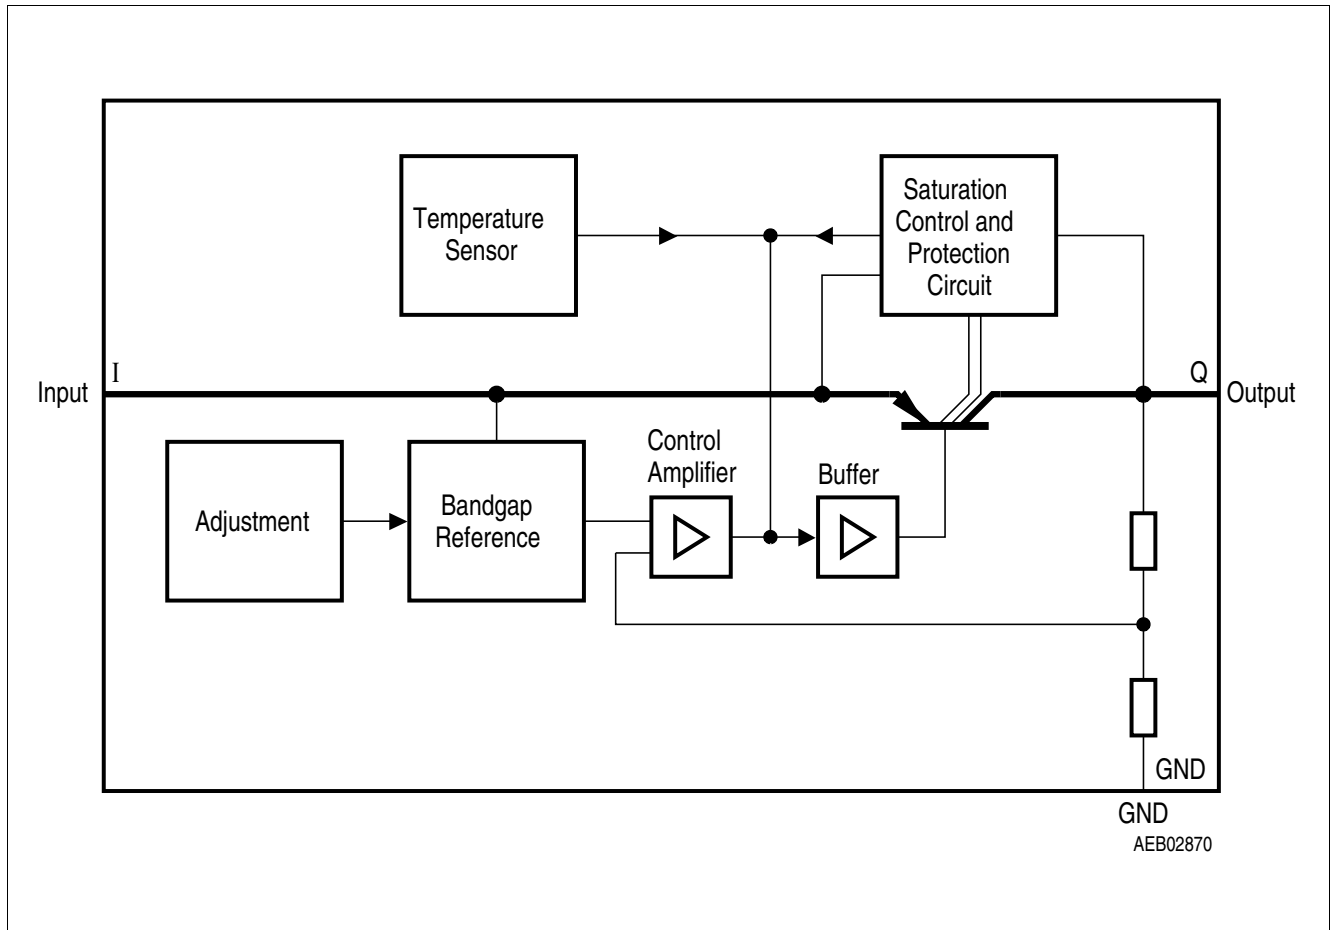 Temperature
Sensor
Saturation
Control and
Protection
Circuit
I
Q
Input
Output
Control
Amplifier
Buffer
Adjustment
Bandgap
Reference
GND
GND
AEB02870